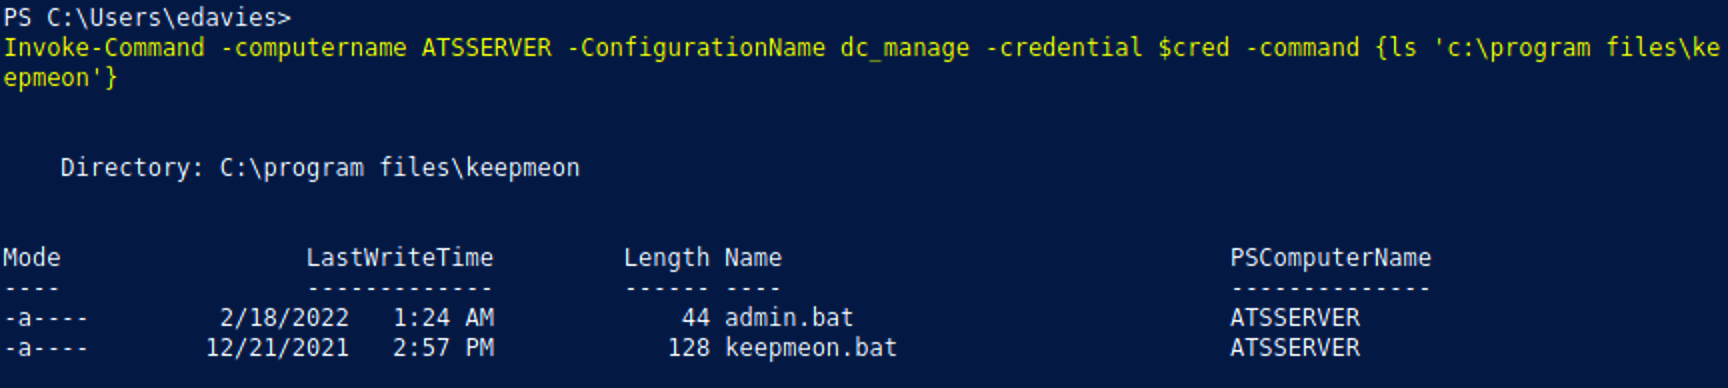 PS C:\Users\edavies>
Invoke-Command -computername ATSSERVER -ConfigurationName dc_manage -credential $cred -command {ls 'c:\program files\ke
epmeon'}
    Directory: C:\program files\keepmeon
Mode                 LastWriteTime         Length Name                                   PSComputerName
----                 -------------         ------ ----                                   --------------
-a----         2/18/2022   1:24 AM             44 admin.bat                              ATSSERVER
-a----        12/21/2021   2:57 PM            128 keepmeon.bat                           ATSSERVER